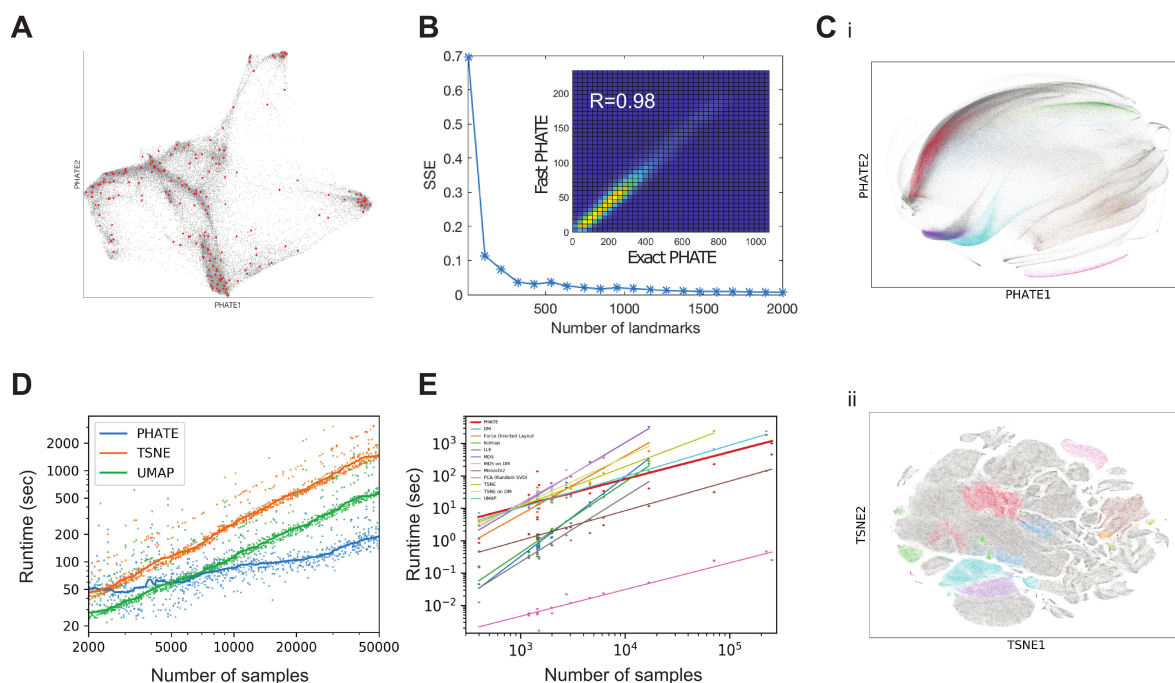 A
PHATE2
PHATE1
B
0.7
0.6
0.5
0.4
0.3
0.2
0.1
0
SSE
500
1000
1500
2000
Number of landmarks
R=0.98
Fast PHATE
200
150
100
50
0
0
200
400
600
800
1000
Exact PHATE
C i
PHATE2
PHATE1
D
Runtime (sec)
2000
1000
500
200
100
50
20
PHATE
TSNE
UMAP
2000
5000
10000
20000
50000
Number of samples
E
Runtime (sec)
10³
10²
10¹
10⁰
10⁻¹
10⁻²
PHATE
DM
Force Directed Layout
Isomap
LLE
MDS
MDS on DM
Monocle2
PCA (Random SVD)
TSNE
TSNE on DM
UMAP
10³
10⁴
10⁵
Number of samples
ii
TSNE2
TSNE1